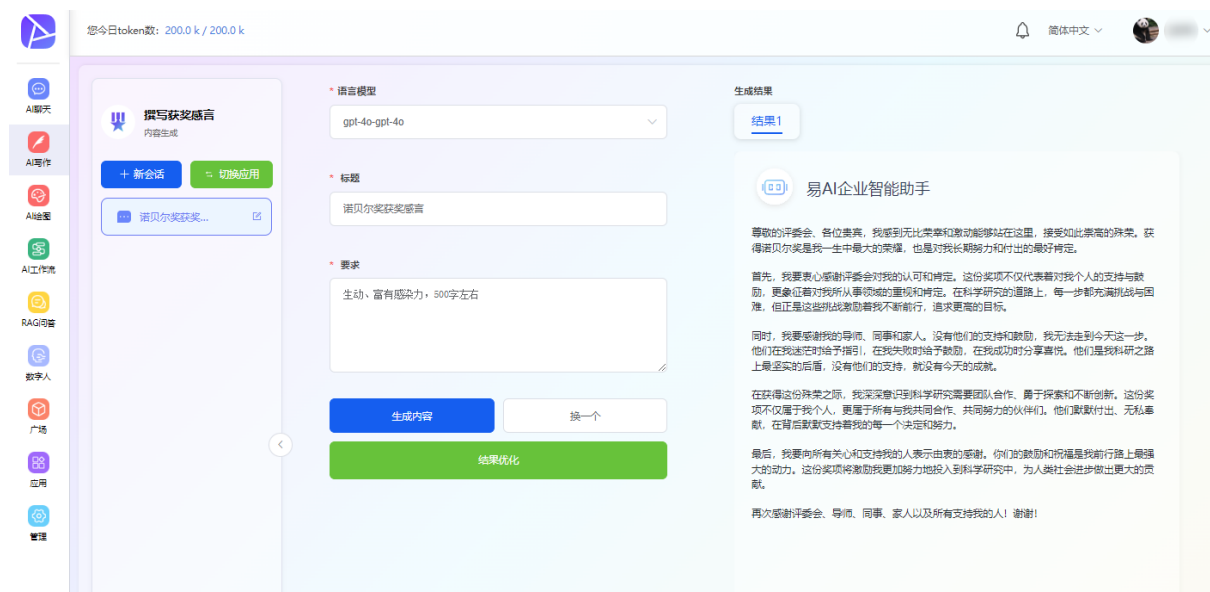 您今日token数：200.0 k / 200.0 k
简体中文
AI聊天
AI写作
AI绘图
AI工作流
RAG问答
数字人
广场
应用
管理
撰写获奖感言
内容生成
+ 新会话
切换应用
诺贝尔奖获奖...
* 语言模型
gpt-4o-gpt-4o
* 标题
诺贝尔奖获奖感言
* 要求
生动、富有感染力，500字左右
生成内容
换一个
结果优化
生成结果
结果1
易AI企业智能助手
尊敬的评委会、各位贵宾，我感到无比荣幸和激动能够站在这里，接受如此崇高的殊荣。获
得诺贝尔奖是我一生中最大的荣耀，也是对我长期努力和付出的最好肯定。
首先，我要衷心感谢评委会对我的认可和肯定。这份奖项不仅代表着对我个人的支持与鼓
励，更象征着对我所从事领域的重视和肯定。在科学研究的道路上，每一步都充满挑战与困
难，但正是这些挑战激励着我不断前行，追求更高的目标。
同时，我要感谢我的导师、同事和家人。没有他们的支持和鼓励，我无法走到今天这一步。
他们在我迷茫时给予指引，在我失败时给予鼓励，在我成功时分享喜悦。他们是我科研之路
上最坚实的后盾，没有他们的支持，就没有今天的成就。
在获得这份殊荣之际，我深深意识到科学研究需要团队合作、勇于探索和不断创新。这份奖
项不仅属于我个人，更属于所有与我共同合作、共同努力的伙伴们。他们默默付出、无私奉
献，在背后默默支持着我的每一个决定和努力。
最后，我要向所有关心和支持我的人表示由衷的感谢。你们的鼓励和祝福是我前行路上最强
大的动力。这份奖项将激励我更加努力地投入到科学研究中，为人类社会进步做出更大的贡
献。
再次感谢评委会、导师、同事、家人以及所有支持我的人！谢谢！